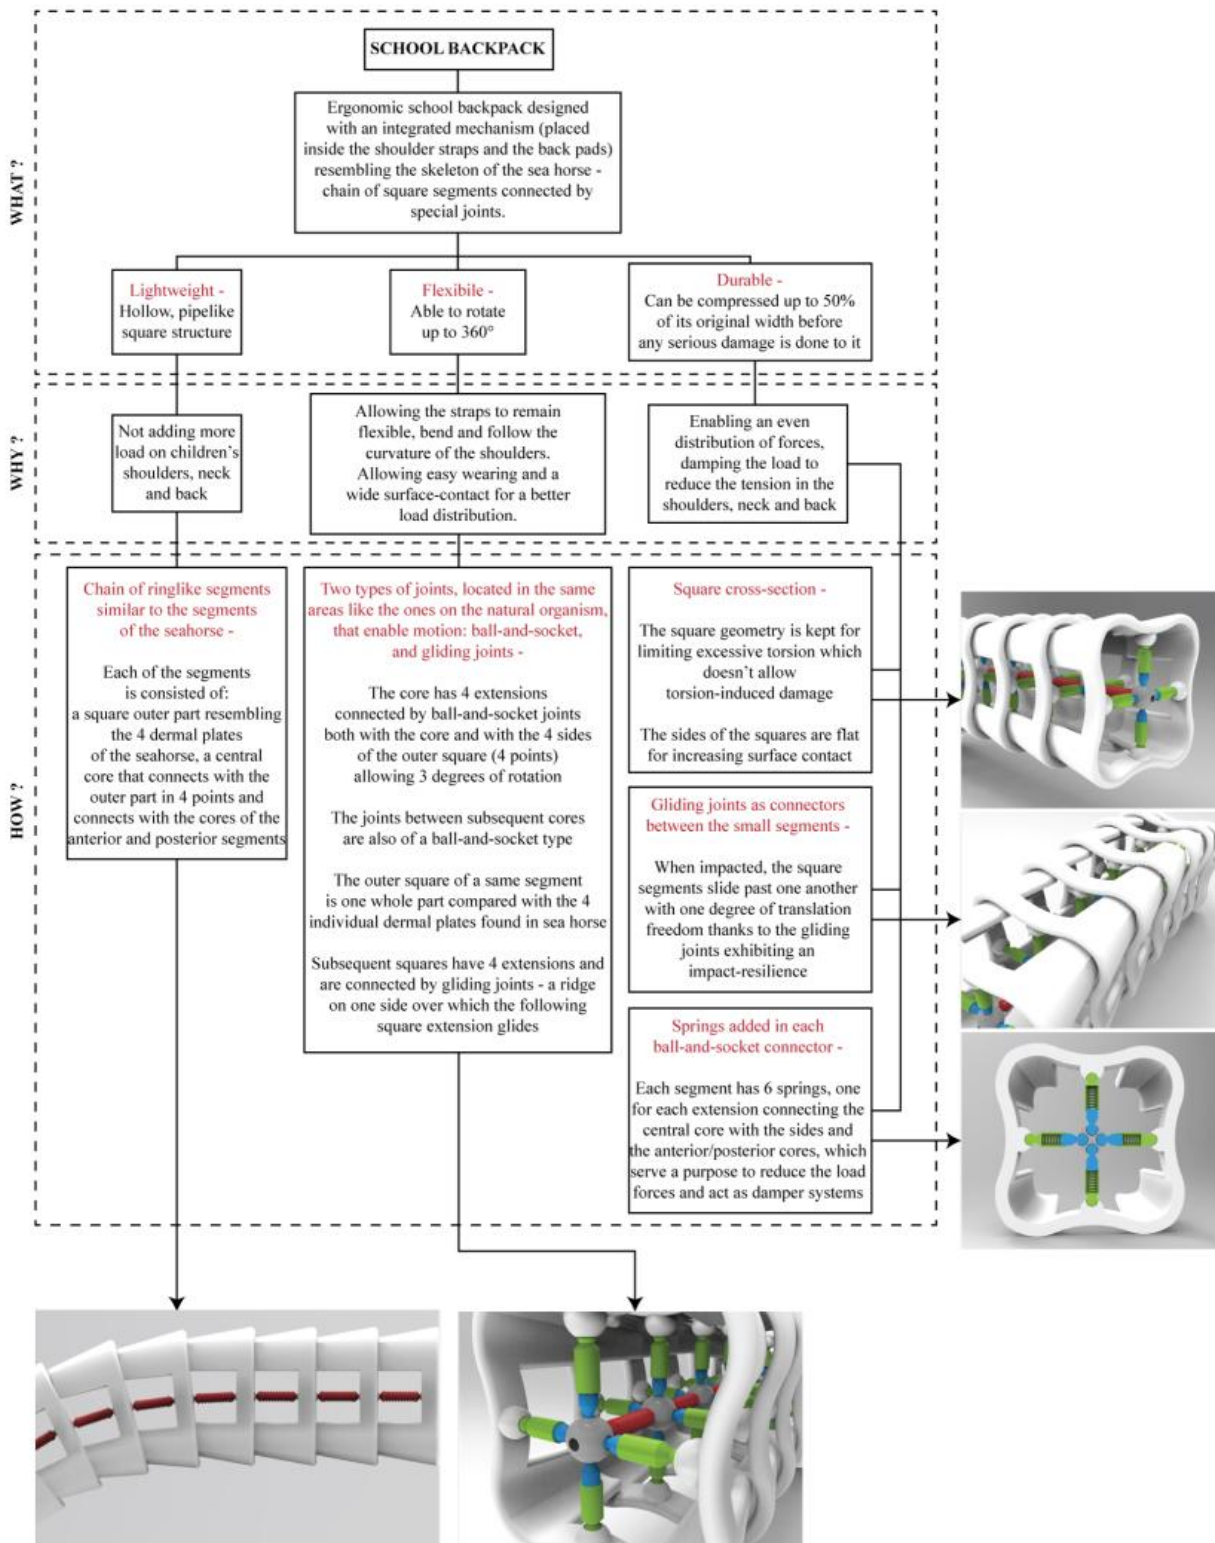 SCHOOL BACKPACK
WHAT ?
Ergonomic school backpack designed
with an integrated mechanism (placed
inside the shoulder straps and the back pads)
resembling the skeleton of the sea horse -
chain of square segments connected by
special joints.
Lightweight -
Hollow, pipelike
square structure
Flexibile -
Able to rotate
up to 360°
Durable -
Can be compressed up to 50%
of its original width before
any serious damage is done to it
WHY ?
Not adding more
load on children's
shoulders, neck
and back
Allowing the straps to remain
flexible, bend and follow the
curvature of the shoulders.
Allowing easy wearing and a
wide surface-contact for a better
load distribution.
Enabling an even
distribution of forces,
damping the load to
reduce the tension in the
shoulders, neck and back
HOW ?
Chain of ringlike segments
similar to the segments
of the seahorse -
Each of the segments
is consisted of:
a square outer part resembling
the 4 dermal plates
of the seahorse, a central
core that connects with the
outer part in 4 points and
connects with the cores of the
anterior and posterior segments
Two types of joints, located in the same
areas like the ones on the natural organism,
that enable motion: ball-and-socket,
and gliding joints -
The core has 4 extensions
connected by ball-and-socket joints
both with the core and with the 4 sides
of the outer square (4 points)
allowing 3 degrees of rotation
The joints between subsequent cores
are also of a ball-and-socket type
The outer square of a same segment
is one whole part compared with the 4
individual dermal plates found in sea horse
Subsequent squares have 4 extensions and
are connected by gliding joints - a ridge
on one side over which the following
square extension glides
Square cross-section -
The square geometry is kept for
limiting excessive torsion which
doesn't allow
torsion-induced damage
The sides of the squares are flat
for increasing surface contact
Gliding joints as connectors
between the small segments -
When impacted, the square
segments slide past one another
with one degree of translation
freedom thanks to the gliding
joints exhibiting an
impact-resilience
Springs added in each
ball-and-socket connector -
Each segment has 6 springs, one
for each extension connecting the
central core with the sides and
the anterior/posterior cores, which
serve a purpose to reduce the load
forces and act as damper systems